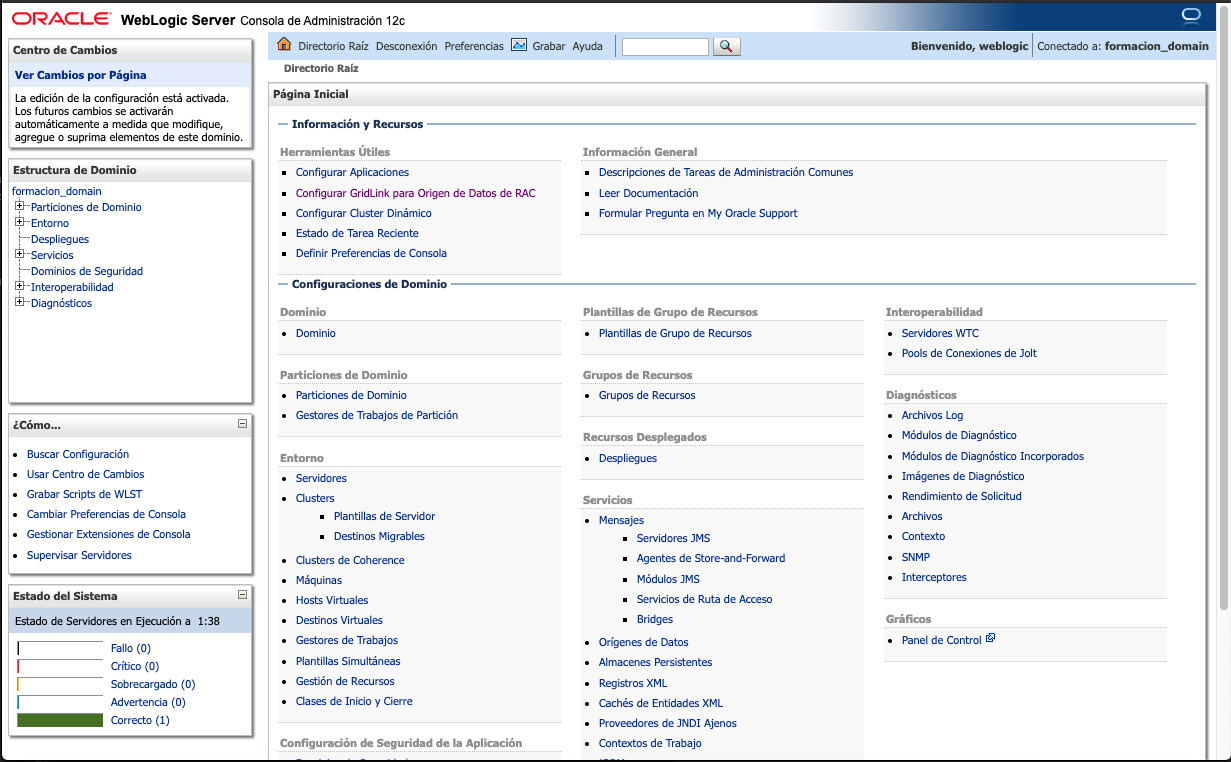 ORACLE WebLogic Server Consola de Administración 12c
Centro de Cambios
Ver Cambios por Página
La edición de la configuración está activada.
Los futuros cambios se activarán
automáticamente a medida que modifique,
agregue o suprima elementos de este dominio.
Estructura de Dominio
formacion_domain
Particiones de Dominio
Entorno
Despliegues
Servicios
Dominios de Seguridad
Interoperabilidad
Diagnósticos
¿Cómo...
Buscar Configuración
Usar Centro de Cambios
Grabar Scripts de WLST
Cambiar Preferencias de Consola
Gestionar Extensiones de Consola
Supervisar Servidores
Estado del Sistema
Estado de Servidores en Ejecución a 1:38
Fallo (0)
Crítico (0)
Sobrecargado (0)
Advertencia (0)
Correcto (1)
Directorio Raíz Desconexión Preferencias Grabar Ayuda
Bienvenido, weblogic Conectado a: formacion_domain
Directorio Raíz
Página Inicial
Información y Recursos
Herramientas Útiles
Configurar Aplicaciones
Configurar GridLink para Origen de Datos de RAC
Configurar Cluster Dinámico
Estado de Tarea Reciente
Definir Preferencias de Consola
Información General
Descripciones de Tareas de Administración Comunes
Leer Documentación
Formular Pregunta en My Oracle Support
Configuraciones de Dominio
Dominio
Dominio
Particiones de Dominio
Particiones de Dominio
Gestores de Trabajos de Partición
Entorno
Servidores
Clusters
Plantillas de Servidor
Destinos Migrables
Clusters de Coherence
Máquinas
Hosts Virtuales
Destinos Virtuales
Gestores de Trabajos
Plantillas Simultáneas
Gestión de Recursos
Clases de Inicio y Cierre
Configuración de Seguridad de la Aplicación
Plantillas de Grupo de Recursos
Plantillas de Grupo de Recursos
Grupos de Recursos
Grupos de Recursos
Recursos Desplegados
Despliegues
Servicios
Mensajes
Servidores JMS
Agentes de Store-and-Forward
Módulos JMS
Servicios de Ruta de Acceso
Bridges
Orígenes de Datos
Almacenes Persistentes
Registros XML
Cachés de Entidades XML
Proveedores de JNDI Ajenos
Contextos de Trabajo
Interoperabilidad
Servidores WTC
Pools de Conexiones de Jolt
Diagnósticos
Archivos Log
Módulos de Diagnóstico
Módulos de Diagnóstico Incorporados
Imágenes de Diagnóstico
Rendimiento de Solicitud
Archivos
Contexto
SNMP
Interceptores
Gráficos
Panel de Control